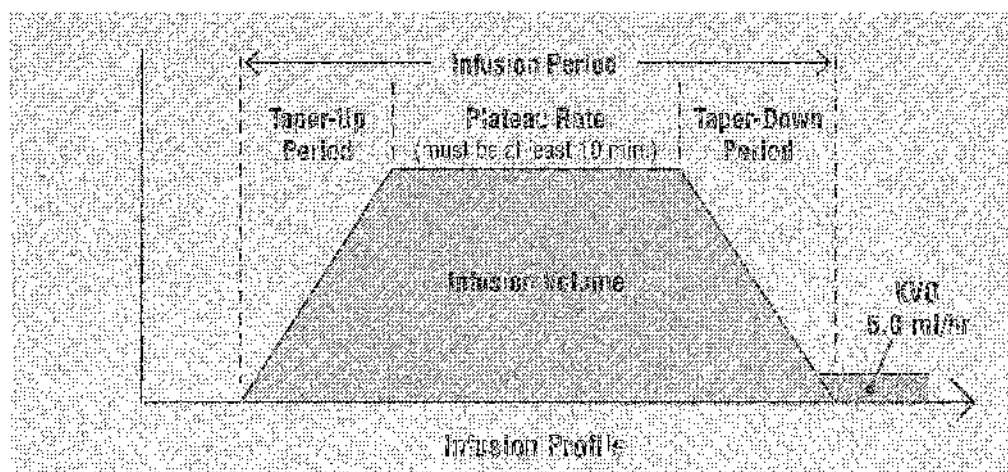 Infusion Period
Taper-Up
Period
Plateau Rate
(must be at least 10 min.)
Taper-Down
Period
Infusion Volume
KVO
5.0 ml/hr
Infusion Profile